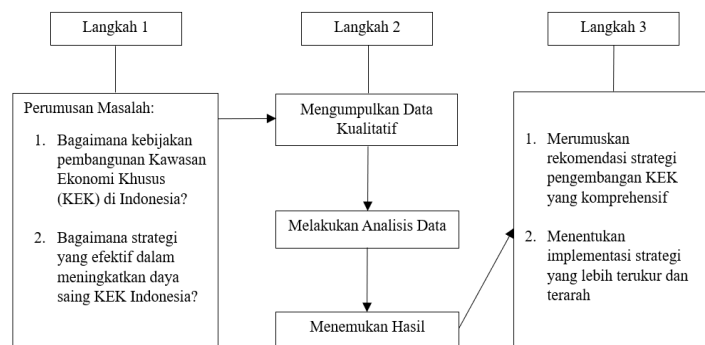 Langkah 1
Langkah 2
Langkah 3
Perumusan Masalah:
1. Bagaimana kebijakan
pembangunan Kawasan
Ekonomi Khusus
(KEK) di Indonesia?
2. Bagaimana strategi
yang efektif dalam
meningkatkan daya
saing KEK Indonesia?
Mengumpulkan Data
Kualitatif
Melakukan Analisis Data
Menemukan Hasil
1. Merumuskan
rekomendasi strategi
pengembangan KEK
yang komprehensif
2. Menentukan
implementasi strategi
yang lebih terukur dan
terarah